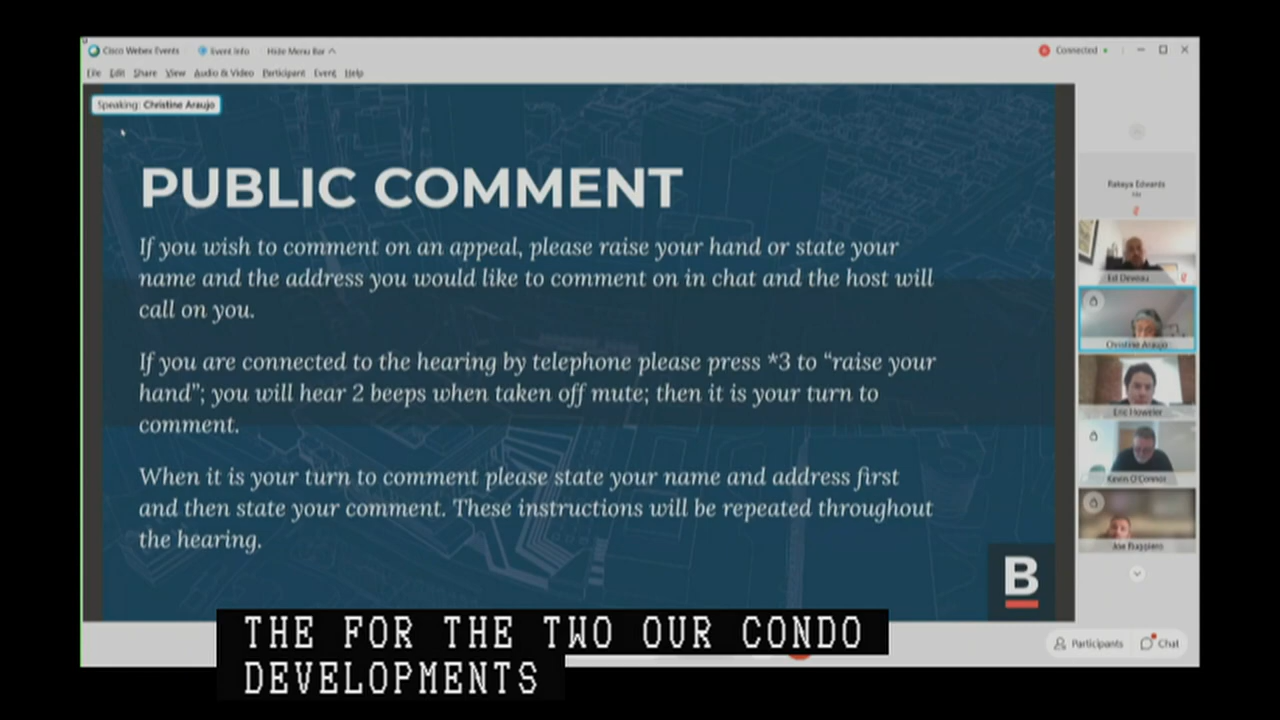 Cisco Webex Events
Event Info
Hide Menu Bar
Connected
File Edit Share View Audio & Video Participant Event Help
Speaking: Christine Araujo
PUBLIC COMMENT
If you wish to comment on an appeal, please raise your hand or state your
name and the address you would like to comment on in chat and the host will
call on you.
If you are connected to the hearing by telephone please press *3 to “raise your
hand”; you will hear 2 beeps when taken off mute; then it is your turn to
comment.
When it is your turn to comment please state your name and address first
and then state your comment. These instructions will be repeated throughout
the hearing.
B
Rakeya Edwards
Me
Ed Deveau
Christine Araujo
Eric Howeler
Kevin O'Connor
Joe Ruggiero
Participants
Chat
THE FOR THE TWO OUR CONDO
DEVELOPMENTS